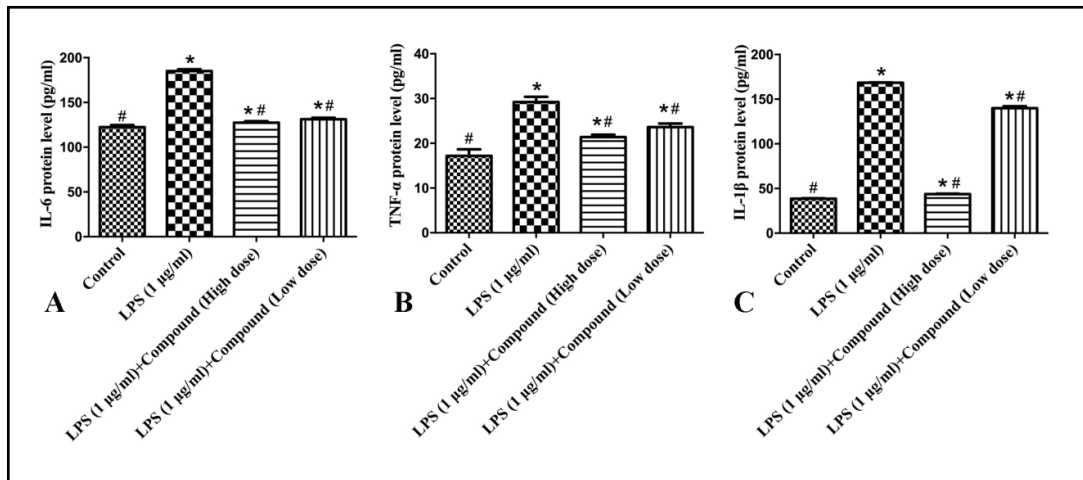 IL-6 protein level (pg/ml)
200
150
100
50
0
*
* #
* #
#
Control
LPS (1 µg/ml)
LPS (1 µg/ml)+Compound (High dose)
LPS (1 µg/ml)+Compound (Low dose)
A
TNF-α protein level (pg/ml)
40
30
20
10
0
#
*
* #
* #
Control
LPS (1 µg/ml)
LPS (1 µg/ml)+Compound (High dose)
LPS (1 µg/ml)+Compound (Low dose)
B
IL-1β protein level (pg/ml)
200
150
100
50
0
#
*
* #
* #
Control
LPS (1 µg/ml)
LPS (1 µg/ml)+Compound (High dose)
LPS (1 µg/ml)+Compound (Low dose)
C